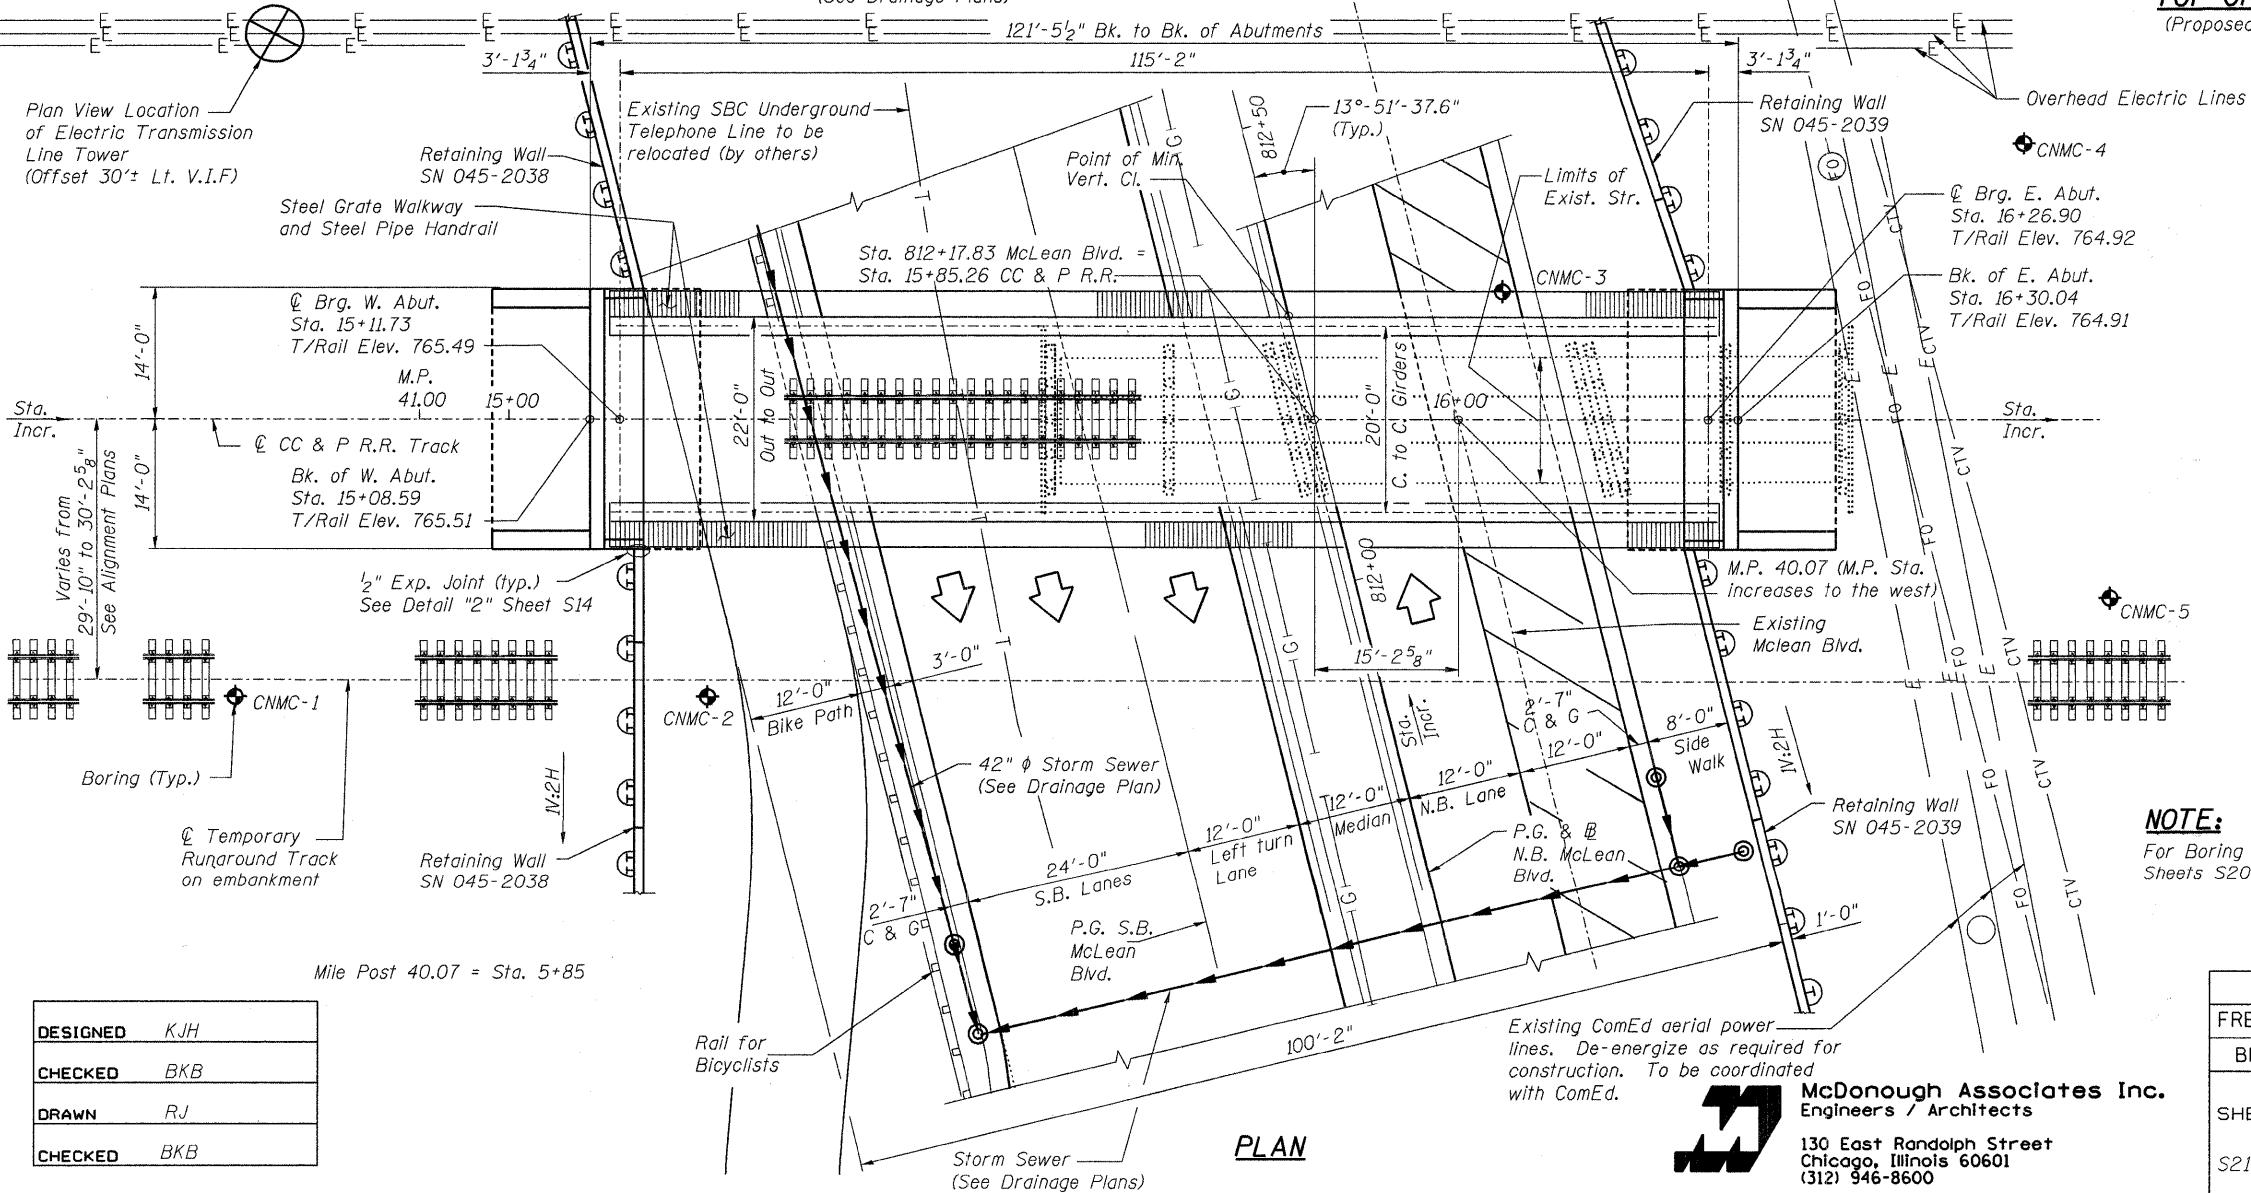 (See Drainage Plans)
121'-5½" Bk. to Bk. of Abutments
3'-1¾"
115'-2"
3'-1¾"
(Proposed
Plan View Location
of Electric Transmission
Line Tower
(Offset 30'± Lt. V.I.F)
Retaining Wall
SN 045-2038
Existing SBC Underground
Telephone Line to be
relocated (by others)
812+50
13°-51'-37.6"
(Typ.)
Point of Min.
Vert. Cl.
Limits of
Exist. Str.
Retaining Wall
SN 045-2039
Overhead Electric Lines
CNMC-4
Steel Grate Walkway
and Steel Pipe Handrail
Sta. 812+17.83 McLean Blvd. =
Sta. 15+85.26 CC & P R.R.
CNMC-3
℄ Brg. E. Abut.
Sta. 16+26.90
T/Rail Elev. 764.92
Bk. of E. Abut.
Sta. 16+30.04
T/Rail Elev. 764.91
℄ Brg. W. Abut.
Sta. 15+11.73
T/Rail Elev. 765.49
M.P.
41.00
15+00
14'-0"
14'-0"
Sta.
Incr.
℄ CC & P R.R. Track
Bk. of W. Abut.
Sta. 15+08.59
T/Rail Elev. 765.51
22'-0"
Out to Out
20'-0"
C. to C. Girders
16+00
Sta.
Incr.
Varies from
29'-10" to 30'-2⅝"
See Alignment Plans
½" Exp. Joint (typ.)
See Detail "2" Sheet S14
812+00
M.P. 40.07 (M.P. Sta.
increases to the west)
Existing
Mclean Blvd.
CNMC-5
15'-2⅝"
3'-0"
12'-0"
Bike Path
CNMC-1
CNMC-2
Boring (Typ.)
1V:2H
℄ Temporary
Runaround Track
on embankment
Retaining Wall
SN 045-2038
42" ϕ Storm Sewer
(See Drainage Plan)
Sta.
Incr.
2'-7"
C & G
8'-0"
Side
Walk
12'-0"
12'-0"
N.B. Lane
12'-0"
Median
12'-0"
Left turn
Lane
24'-0"
S.B. Lanes
2'-7"
C & G
1V:2H
Retaining Wall
SN 045-2039
P.G. & B
N.B. McLean
Blvd.
P.G. S.B.
McLean
Blvd.
1'-0"
NOTE:
For Boring
Sheets S20
Mile Post 40.07 = Sta. 5+85
Rail for
Bicyclists
100'-2"
Existing ComEd aerial power
lines. De-energize as required for
construction. To be coordinated
with ComEd.
Storm Sewer
(See Drainage Plans)
PLAN
DESIGNED KJH
CHECKED BKB
DRAWN RJ
CHECKED BKB
McDonough Associates Inc.
Engineers / Architects
130 East Randolph Street
Chicago, Illinois 60601
(312) 946-8600
S21